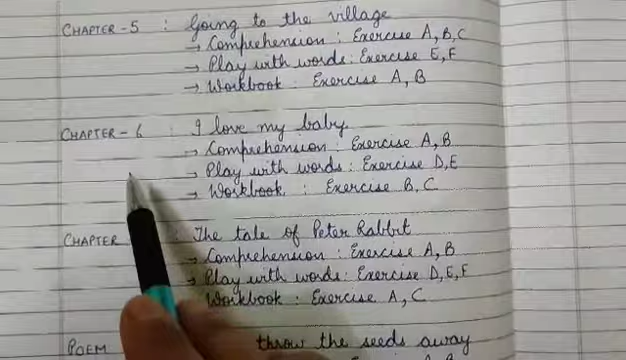 CHAPTER-5 : Going to the village
→ Comprehension : Exercise A, B, C
→ Play with words : Exercise E, F
→ Workbook : Exercise A, B
CHAPTER-6 : I love my baby
→ Comprehension : Exercise A, B
→ Play with words : Exercise D, E
→ Workbook : Exercise B, C
CHAPTER : The tale of Peter Rabbit
→ Comprehension : Exercise A, B
→ Play with words : Exercise D, E, F
Workbook : Exercise A, C
POEM throw the seeds away